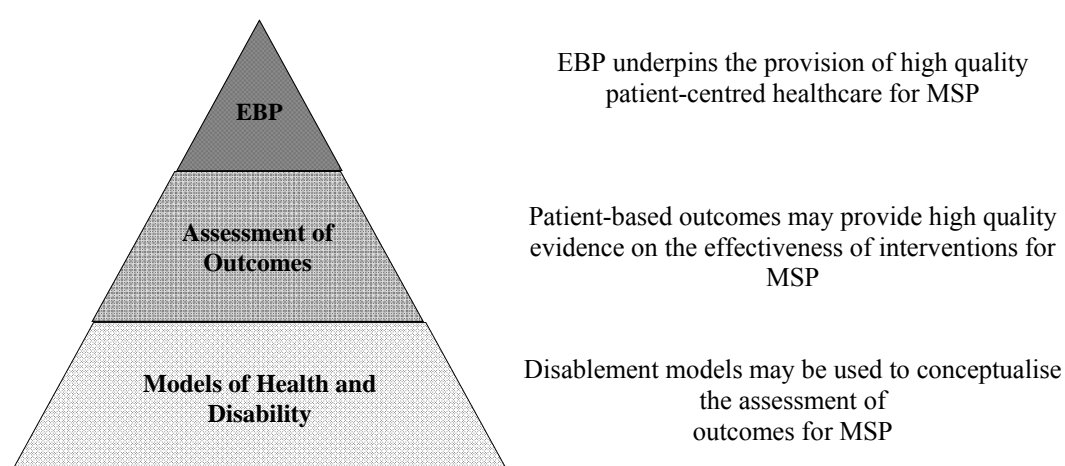 EBP
EBP underpins the provision of high quality
patient-centred healthcare for MSP
Assessment of
Outcomes
Patient-based outcomes may provide high quality
evidence on the effectiveness of interventions for
MSP
Models of Health and
Disability
Disablement models may be used to conceptualise
the assessment of
outcomes for MSP